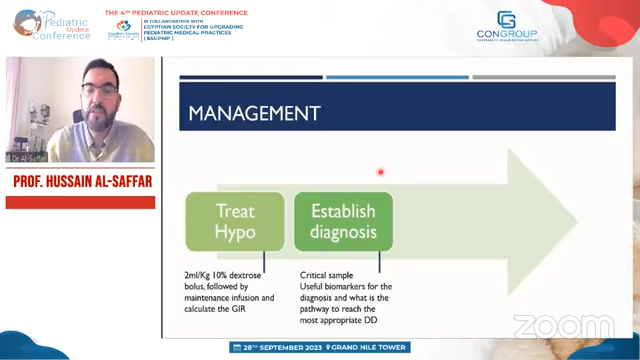 Pediatric
Update
Conference
THE 4TH PEDIATRIC UPDATE CONFERENCE
IN COLLABORATION WITH
EGYPTIAN SOCIETY FOR UPGRADING
PEDIATRIC MEDICAL PRACTICES
( ESUPMP )
Egyptian Society
CONGROUP
Dr Al-Saffar
PROF. HUSSAIN AL-SAFFAR
MANAGEMENT
Treat
Hypo
Establish
diagnosis
2ml/Kg 10% dextrose
bolus, followed by
maintenance infusion and
calculate the GIR
Critical sample
Useful biomarkers for the
diagnosis and what is the
pathway to reach the
most appropriate DD
zoom
28TH SEPTEMBER 2023 GRAND NILE TOWER